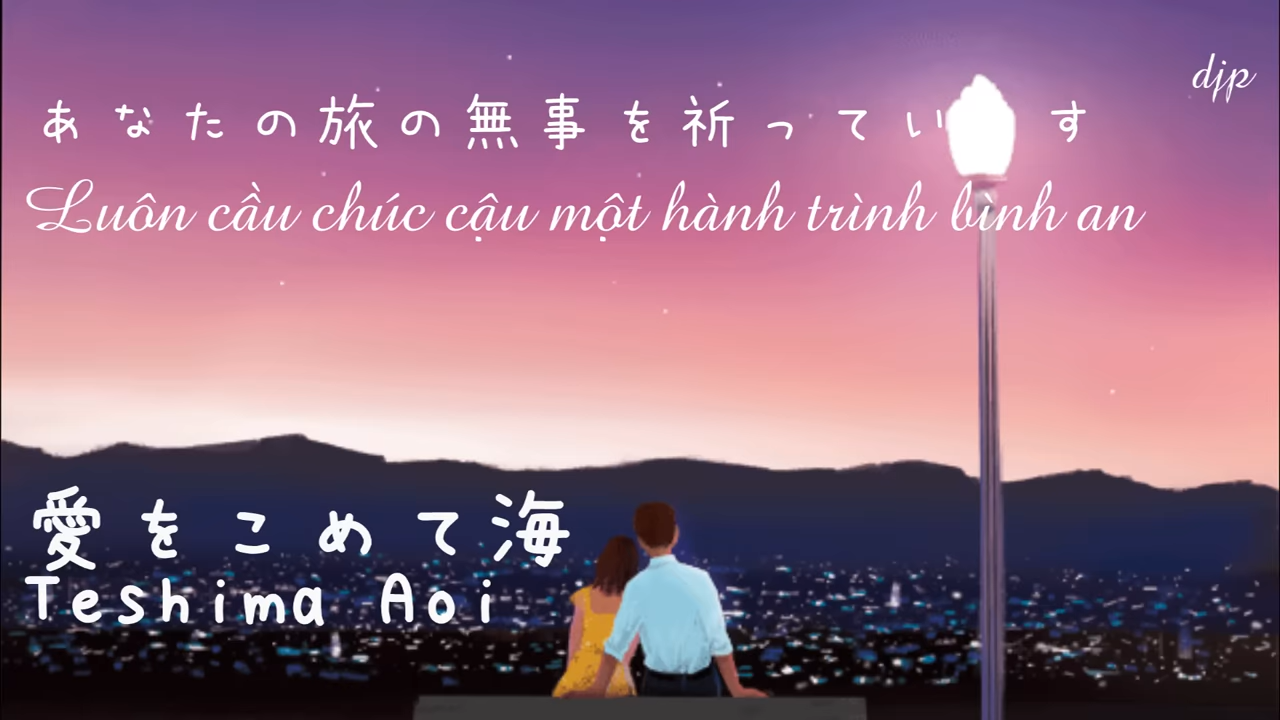 djp
あなたの旅の無事を祈ってい す
Luôn cầu chúc cậu một hành trình bình an
愛をこめて海
Teshima Aoi